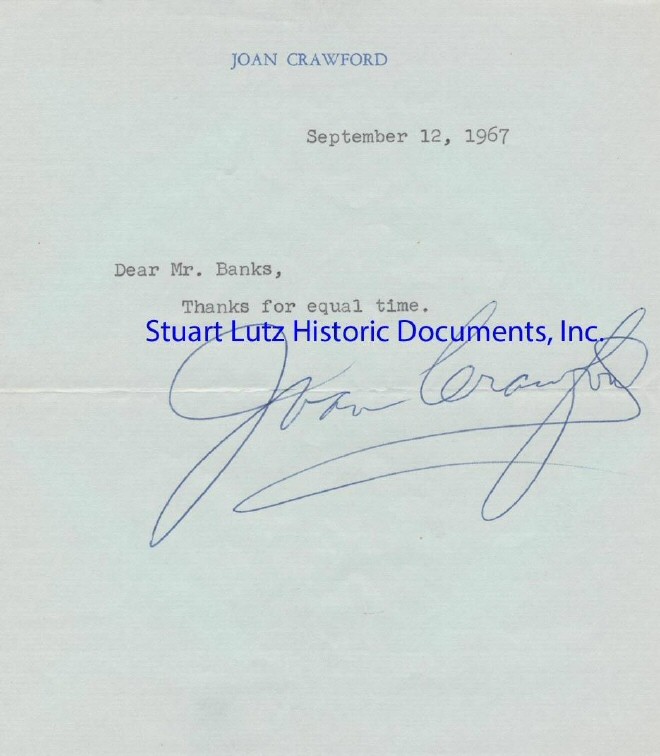 JOAN CRAWFORD
September 12, 1967
Dear Mr. Banks,
Thanks for equal time.
Stuart Lutz Historic Documents, Inc.
Joan Crawford